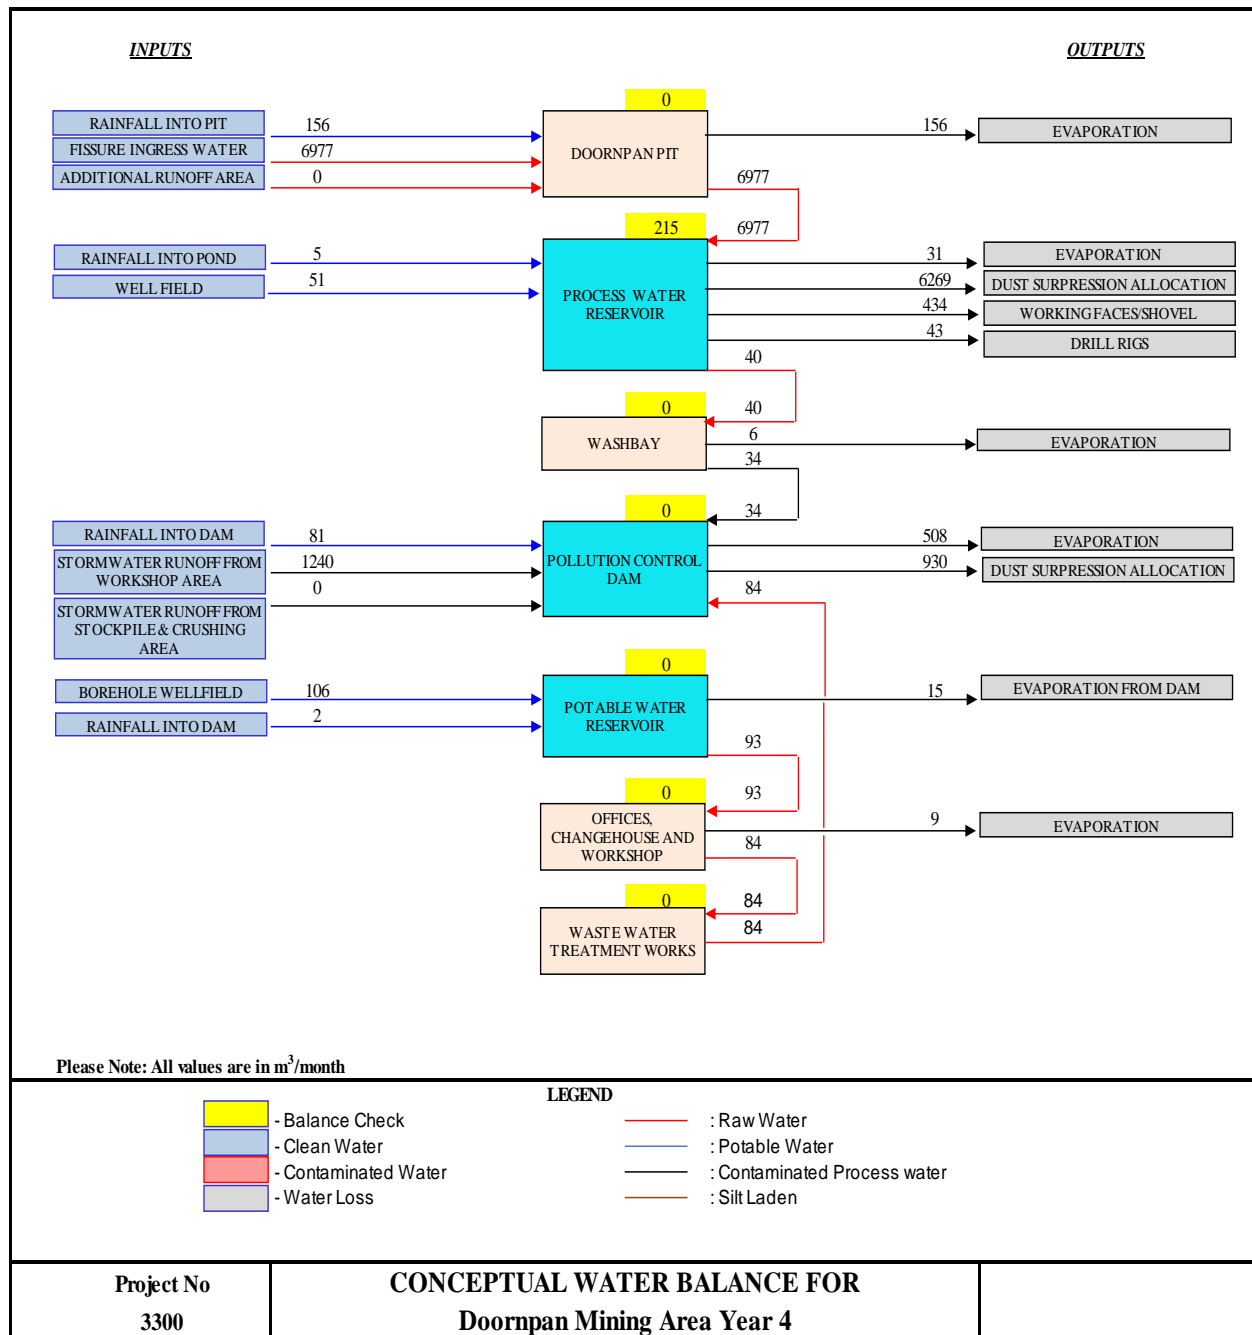 INPUTS
OUTPUTS
0
RAINFALL INTO PIT
156
156
EVAPORATION
FISSURE INGRESS WATER
6977
DOORNPAN PIT
ADDITIONAL RUNOFF AREA
0
6977
215
6977
RAINFALL INTO POND
5
31
EVAPORATION
WELL FIELD
51
6269
DUST SURPRESSION ALLOCATION
PROCESS WATER
RESERVOIR
434
WORKING FACES/SHOVEL
43
DRILL RIGS
40
0
40
WASHBAY
6
EVAPORATION
34
0
34
RAINFALL INTO DAM
81
508
EVAPORATION
STORMWATER RUNOFF FROM
WORKSHOP AREA
1240
POLLUTION CONTROL
DAM
930
DUST SURPRESSION ALLOCATION
0
84
STORMWATER RUNOFF FROM
STOCKPILE & CRUSHING
AREA
0
BOREHOLE WELLFIELD
106
15
EVAPORATION FROM DAM
RAINFALL INTO DAM
2
POTABLE WATER
RESERVOIR
93
0
93
OFFICES,
CHANGEHOUSE AND
WORKSHOP
9
EVAPORATION
84
0
84
WASTE WATER
TREATMENT WORKS
84
Please Note: All values are in m³/month
LEGEND
- Balance Check
: Raw Water
- Clean Water
: Potable Water
- Contaminated Water
: Contaminated Process water
- Water Loss
: Silt Laden
Project No
3300
CONCEPTUAL WATER BALANCE FOR
Doornpan Mining Area Year 4